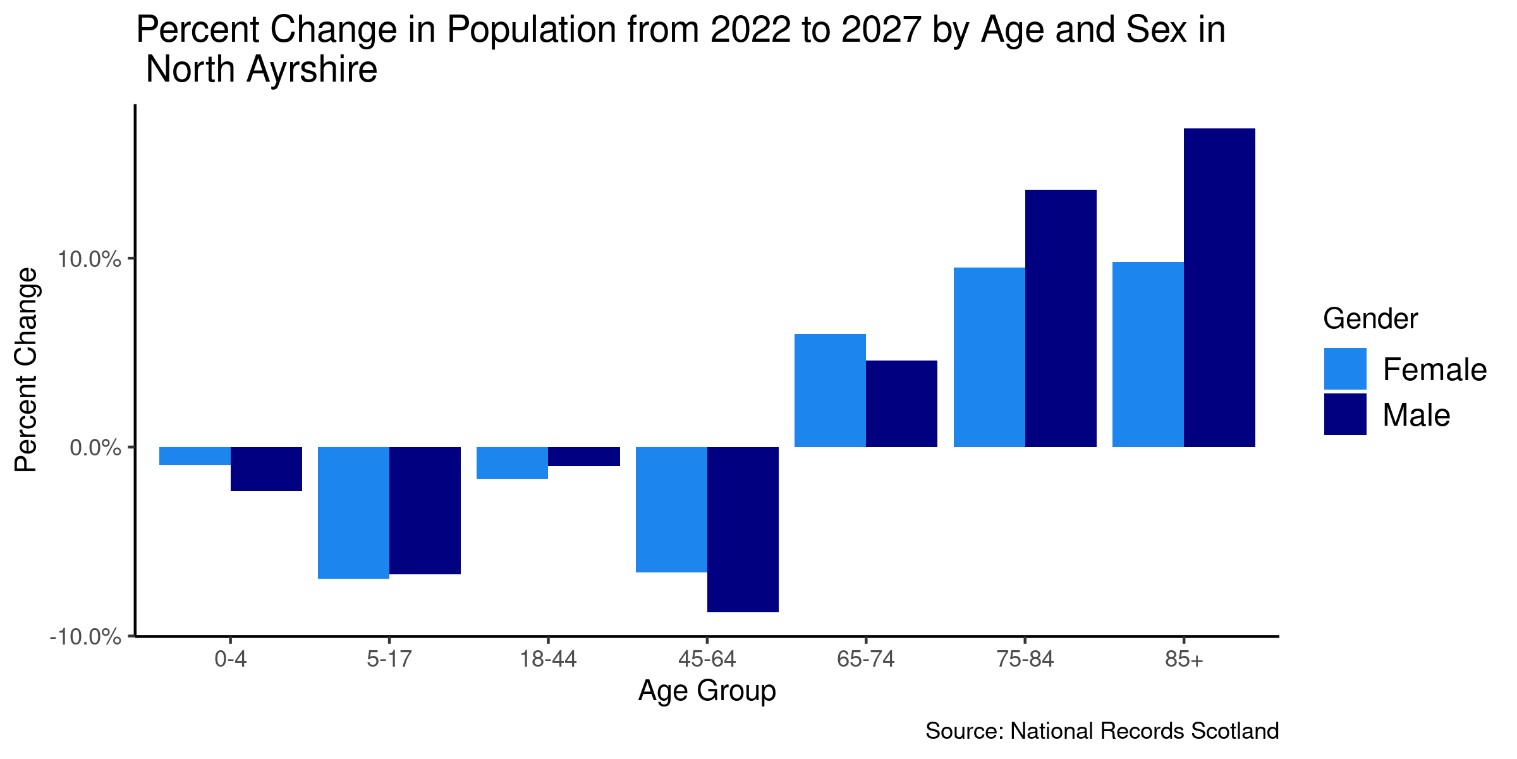 Percent Change in Population from 2022 to 2027 by Age and Sex in
North Ayrshire
Percent Change
10.0%
0.0%
-10.0%
0-4
5-17
18-44
45-64
65-74
75-84
85+
Age Group
Gender
Female
Male
Source: National Records Scotland